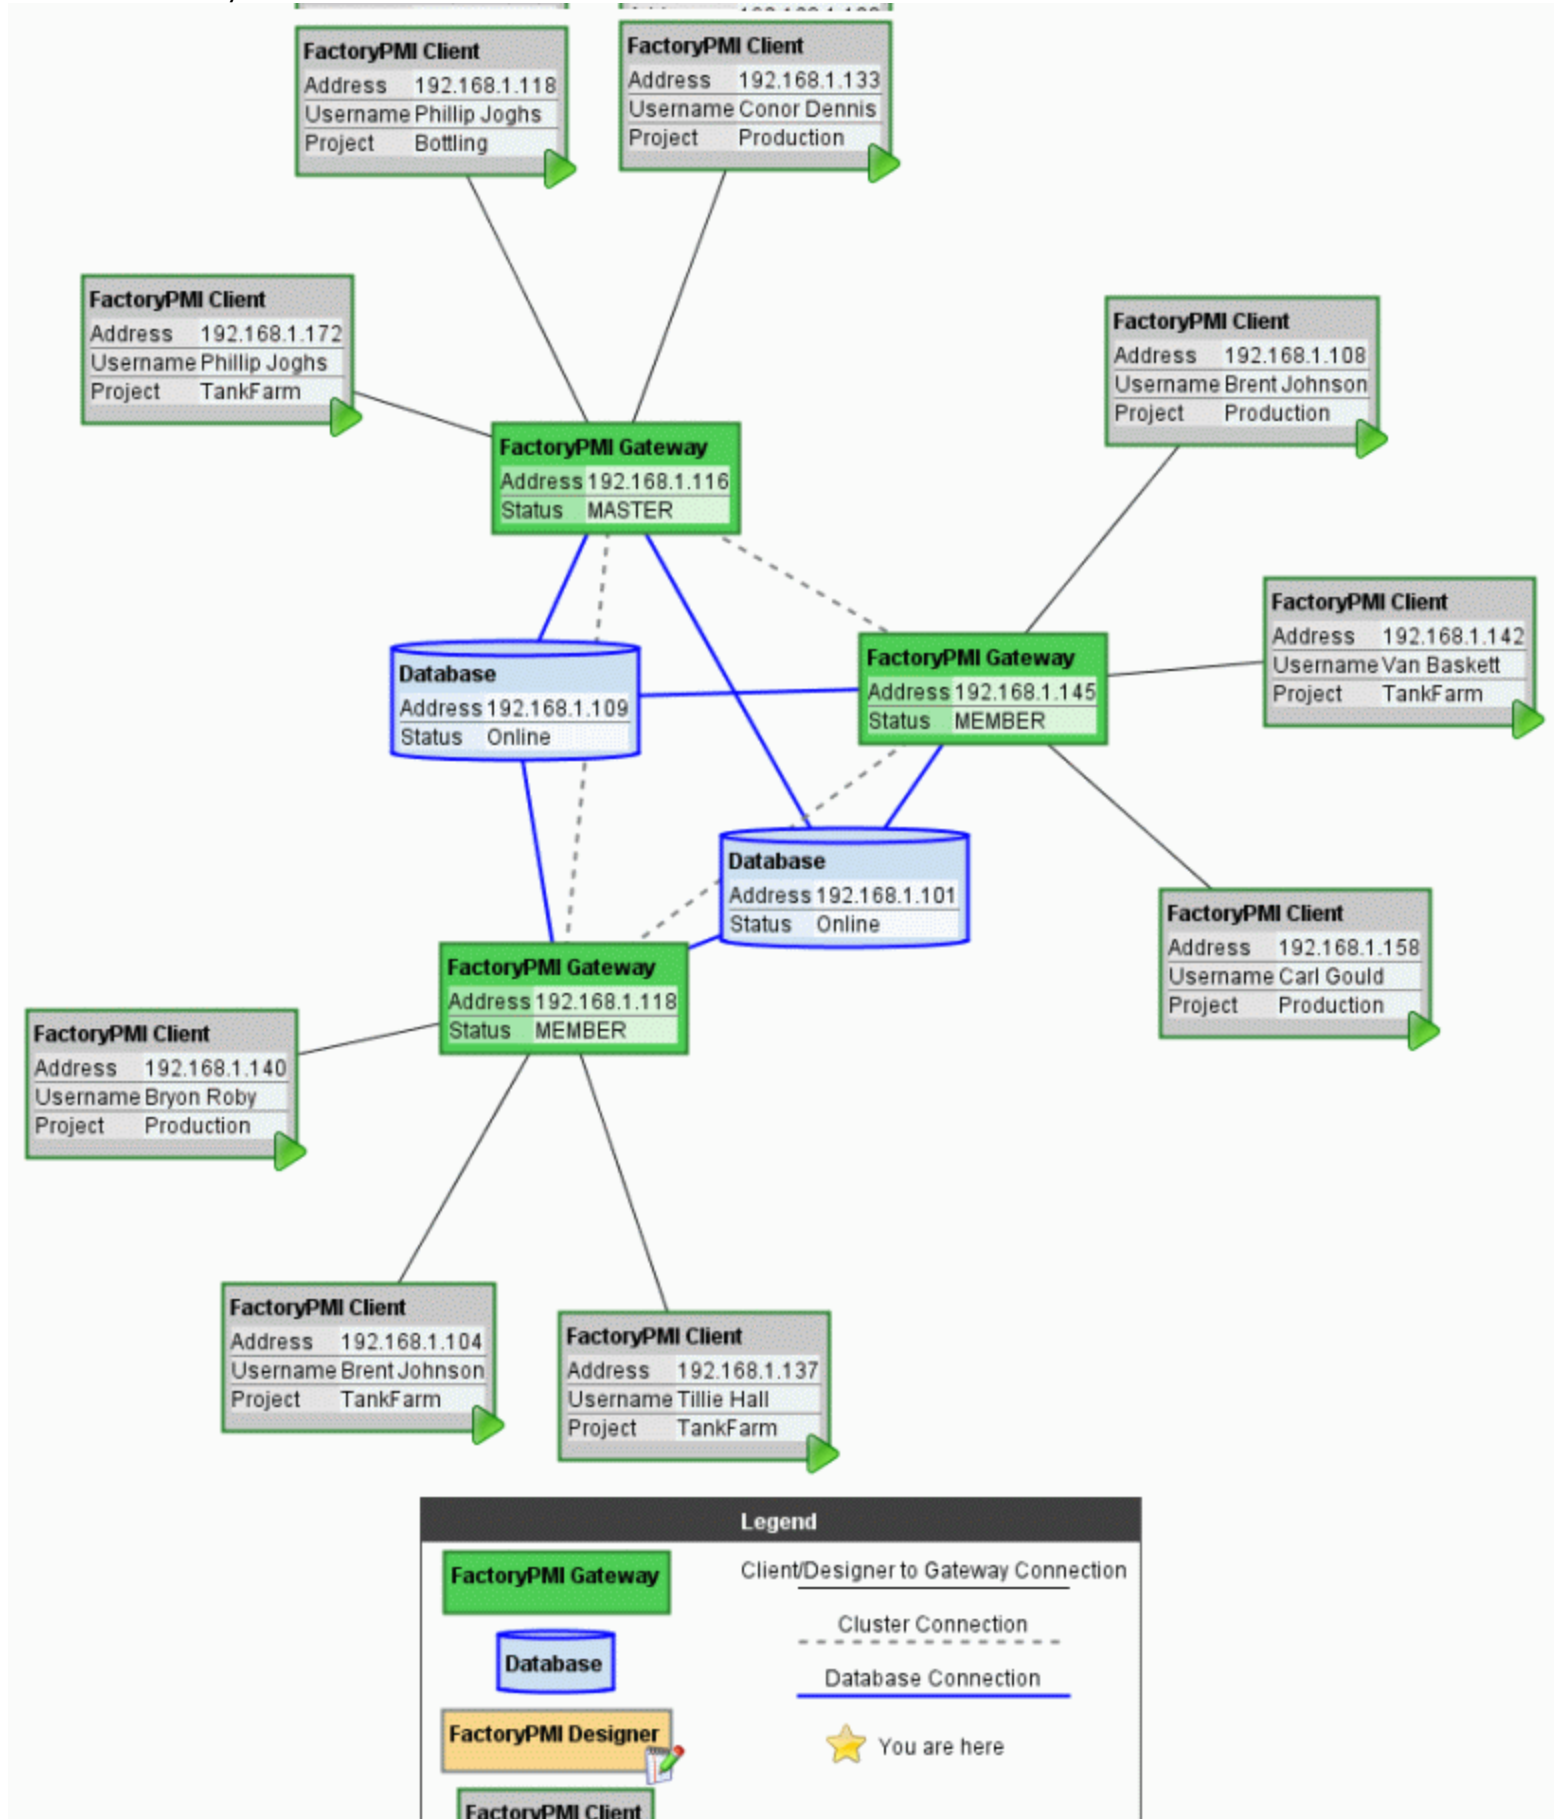 FactoryPMI Client
Address 192.168.1.118
Username Phillip Joghs
Project Bottling
FactoryPMI Client
Address 192.168.1.133
Username Conor Dennis
Project Production
FactoryPMI Client
Address 192.168.1.172
Username Phillip Joghs
Project TankFarm
FactoryPMI Client
Address 192.168.1.108
Username Brent Johnson
Project Production
FactoryPMI Gateway
Address 192.168.1.116
Status MASTER
FactoryPMI Client
Address 192.168.1.142
Username Van Baskett
Project TankFarm
FactoryPMI Gateway
Address 192.168.1.145
Status MEMBER
Database
Address 192.168.1.109
Status Online
Database
Address 192.168.1.101
Status Online
FactoryPMI Client
Address 192.168.1.158
Username Carl Gould
Project Production
FactoryPMI Gateway
Address 192.168.1.118
Status MEMBER
FactoryPMI Client
Address 192.168.1.140
Username Bryon Roby
Project Production
FactoryPMI Client
Address 192.168.1.104
Username Brent Johnson
Project TankFarm
FactoryPMI Client
Address 192.168.1.137
Username Tillie Hall
Project TankFarm
Legend
FactoryPMI Gateway
Database
FactoryPMI Designer
FactoryPMI Client
Client/Designer to Gateway Connection
Cluster Connection
Database Connection
You are here